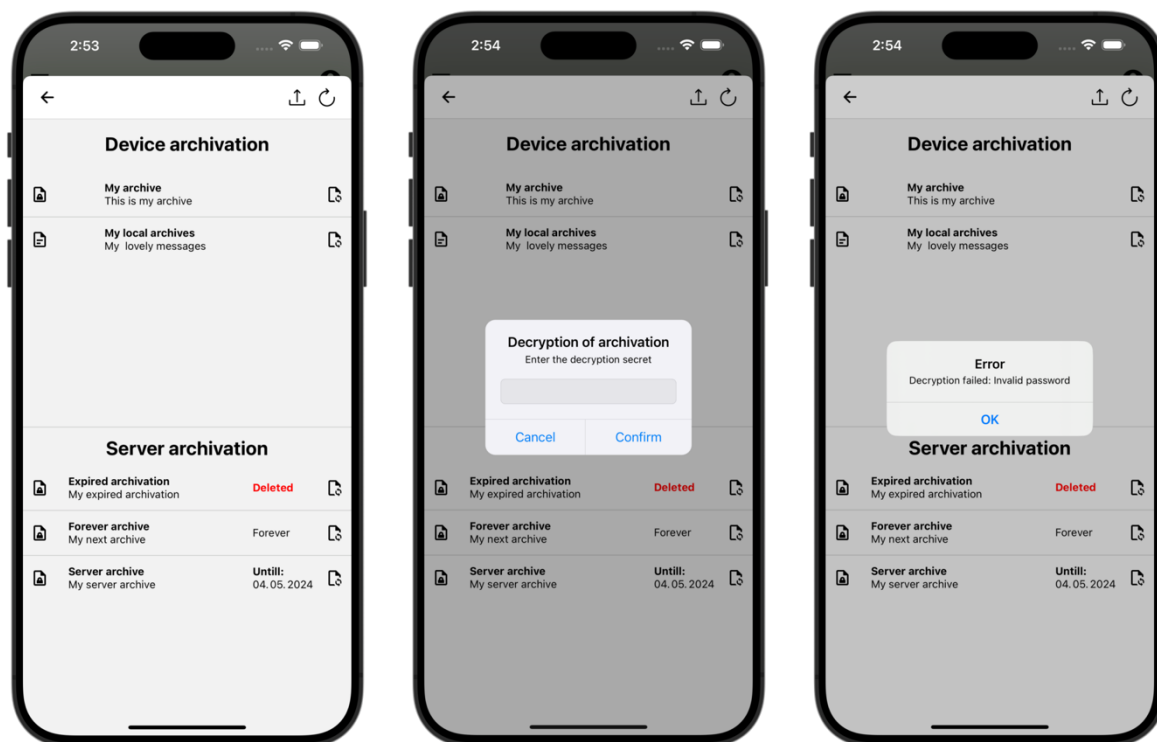 2:53
Device archivation
My archive
This is my archive
My local archives
My  lovely messages
Server archivation
Expired archivation
My expired archivation
Deleted
Forever archive
My next archive
Forever
Server archive
My server archive
Untill:
04.05.2024
2:54
Device archivation
My archive
This is my archive
My local archives
My  lovely messages
Decryption of archivation
Enter the decryption secret
Cancel Confirm
Expired archivation
My expired archivation
Deleted
Forever archive
My next archive
Forever
Server archive
My server archive
Untill:
04.05.2024
2:54
Device archivation
My archive
This is my archive
My local archives
My  lovely messages
Error
Decryption failed: Invalid password
OK
Server archivation
Expired archivation
My expired archivation
Deleted
Forever archive
My next archive
Forever
Server archive
My server archive
Untill:
04.05.2024